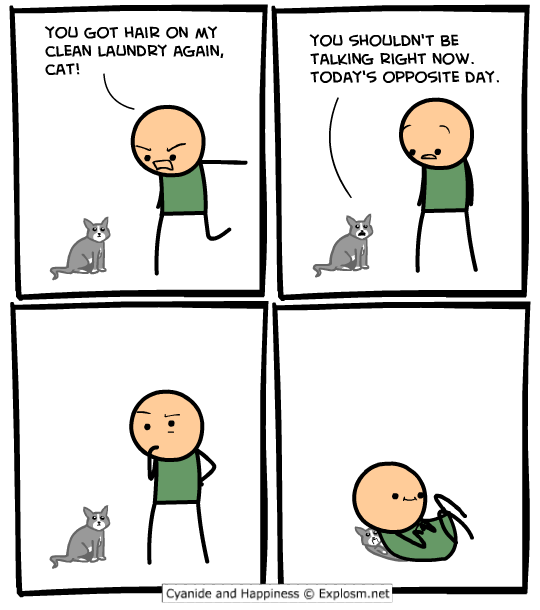 YOU GOT HAIR ON MY
CLEAN LAUNDRY AGAIN,
CAT!
YOU SHOULDN'T BE
TALKING RIGHT NOW.
TODAY'S OPPOSITE DAY.
Cyanide and Happiness © Explosm.net